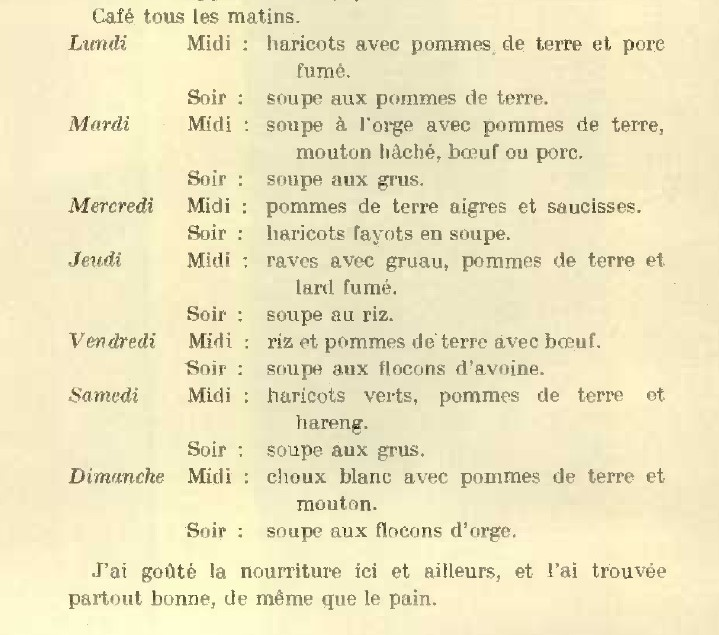 Café tous les matins.
Lundi Midi : haricots avec pommes de terre et porc
fumé.
Soir : soupe aux pommes de terre.
Mardi Midi : soupe à l'orge avec pommes de terre,
mouton hâché, bœuf ou porc.
Soir : soupe aux grus.
Mercredi Midi : pommes de terre aigres et saucisses.
Soir : haricots fayots en soupe.
Jeudi Midi : raves avec gruau, pommes de terre et
lard fumé.
Soir : soupe au riz.
Vendredi Midi : riz et pommes de terre avec bœuf.
Soir : soupe aux flocons d'avoine.
Samedi Midi : haricots verts, pommes de terre et
hareng.
Soir : soupe aux grus.
Dimanche Midi : choux blanc avec pommes de terre et
mouton.
Soir : soupe aux flocons d'orge.
J'ai goûté la nourriture ici et ailleurs, et l'ai trouvée
partout bonne, de même que le pain.